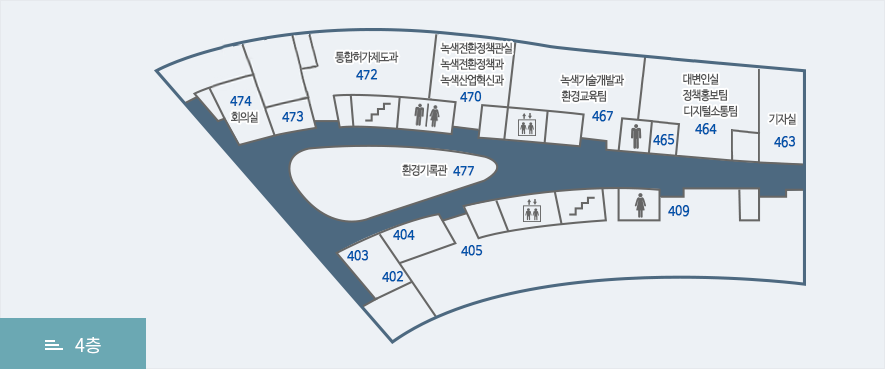 통합허가제도과
472
녹색전환정책관실
녹색전환정책과
녹색산업혁신과
470
녹색기술개발과
환경교육팀
467
대변인실
정책홍보팀
디지털소통팀
464
기자실
463
474
회의실
473
465
환경기록관 477
409
404
403
405
402
4층